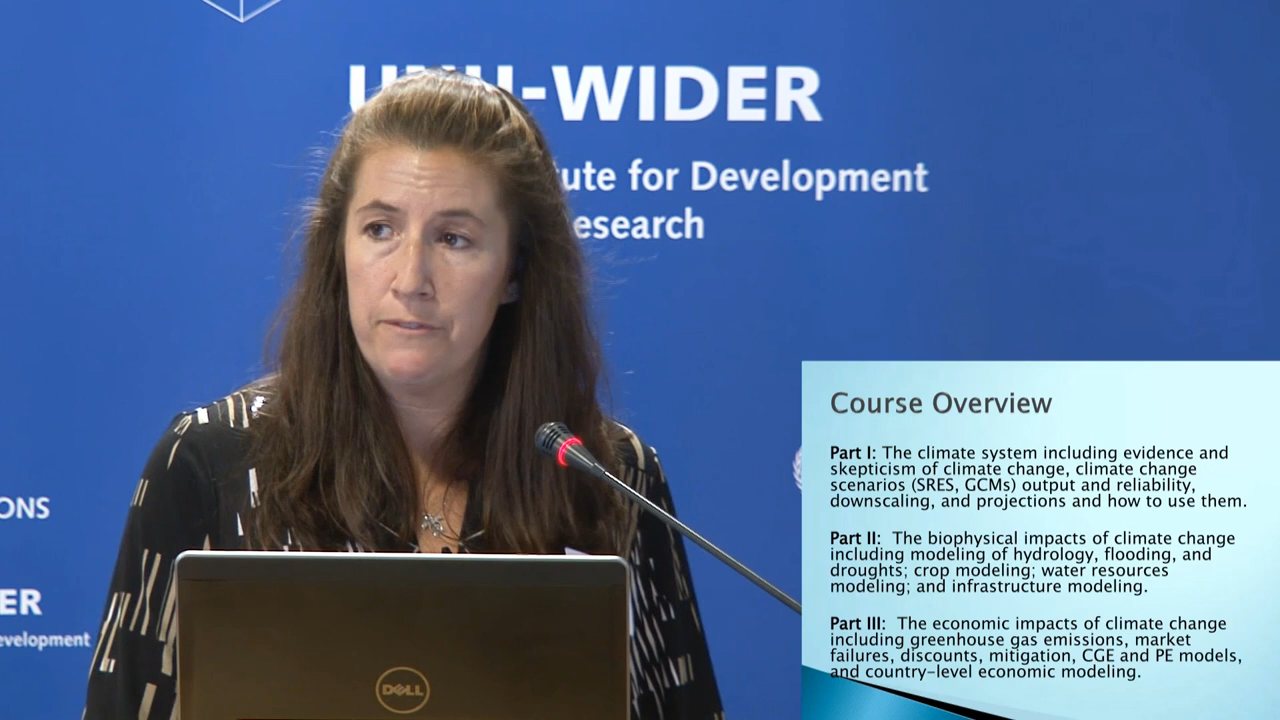 UNU-WIDER
ute for Development
esearch
ONS
ER
evelopment
DELL
Course Overview
Part I: The climate system including evidence and
skepticism of climate change, climate change
scenarios (SRES, GCMs) output and reliability,
downscaling, and projections and how to use them.
Part II: The biophysical impacts of climate change
including modeling of hydrology, flooding, and
droughts; crop modeling; water resources
modeling; and infrastructure modeling.
Part III: The economic impacts of climate change
including greenhouse gas emissions, market
failures, discounts, mitigation, CGE and PE models,
and country-level economic modeling.